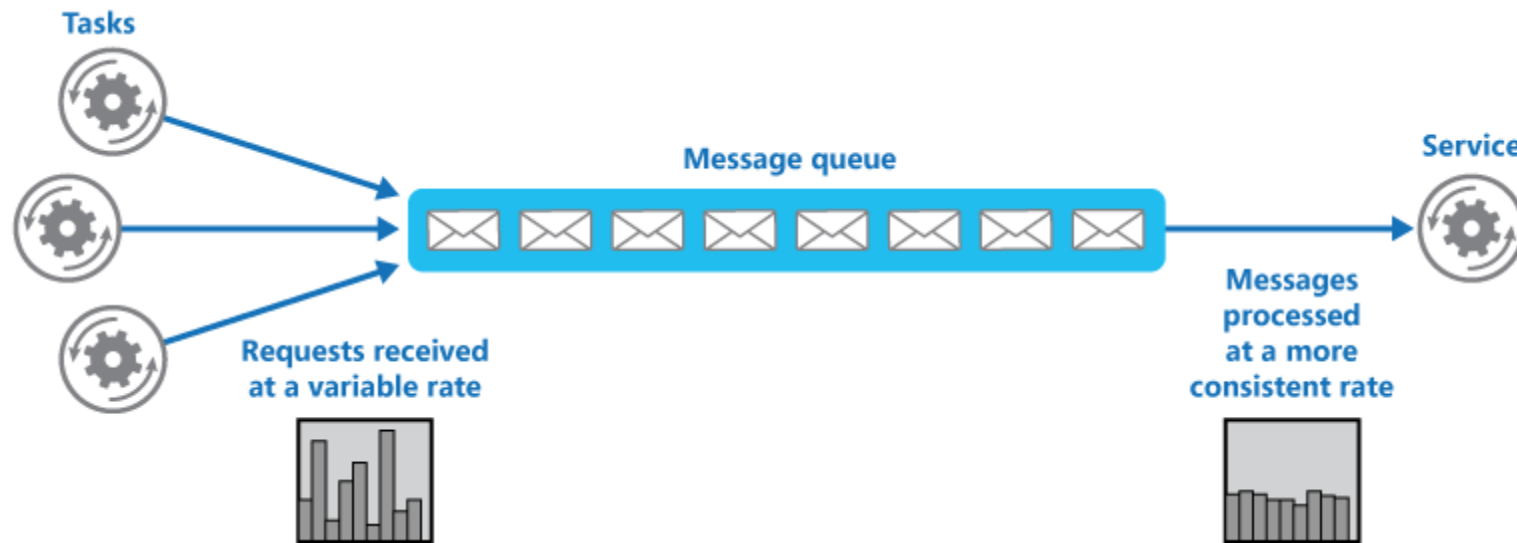 Tasks
Message queue
Service
Requests received
at a variable rate
Messages
processed
at a more
consistent rate